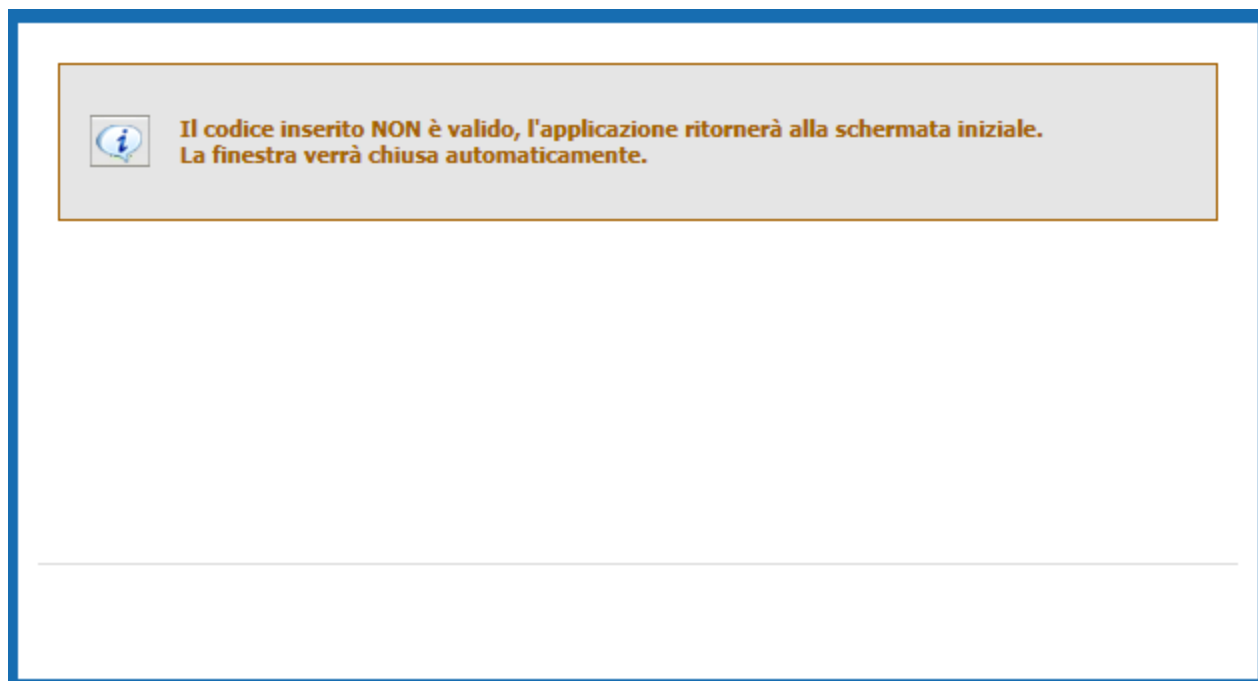 Il codice inserito NON è valido, l'applicazione ritornerà alla schermata iniziale.
La finestra verrà chiusa automaticamente.